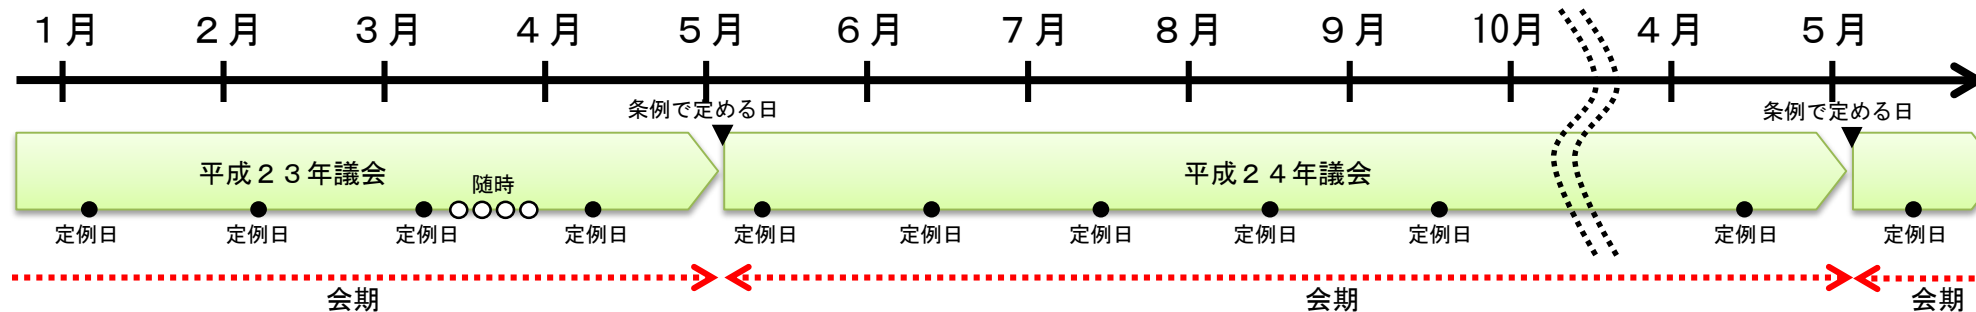 １月 ２月 ３月 ４月 ５月 ６月 ７月 ８月 ９月 10月 ４月 ５月
条例で定める日 条例で定める日
平成２３年議会 随時 平成２４年議会
定例日 定例日 定例日 定例日 定例日 定例日 定例日 定例日 定例日 定例日 定例日
会期 会期 会期